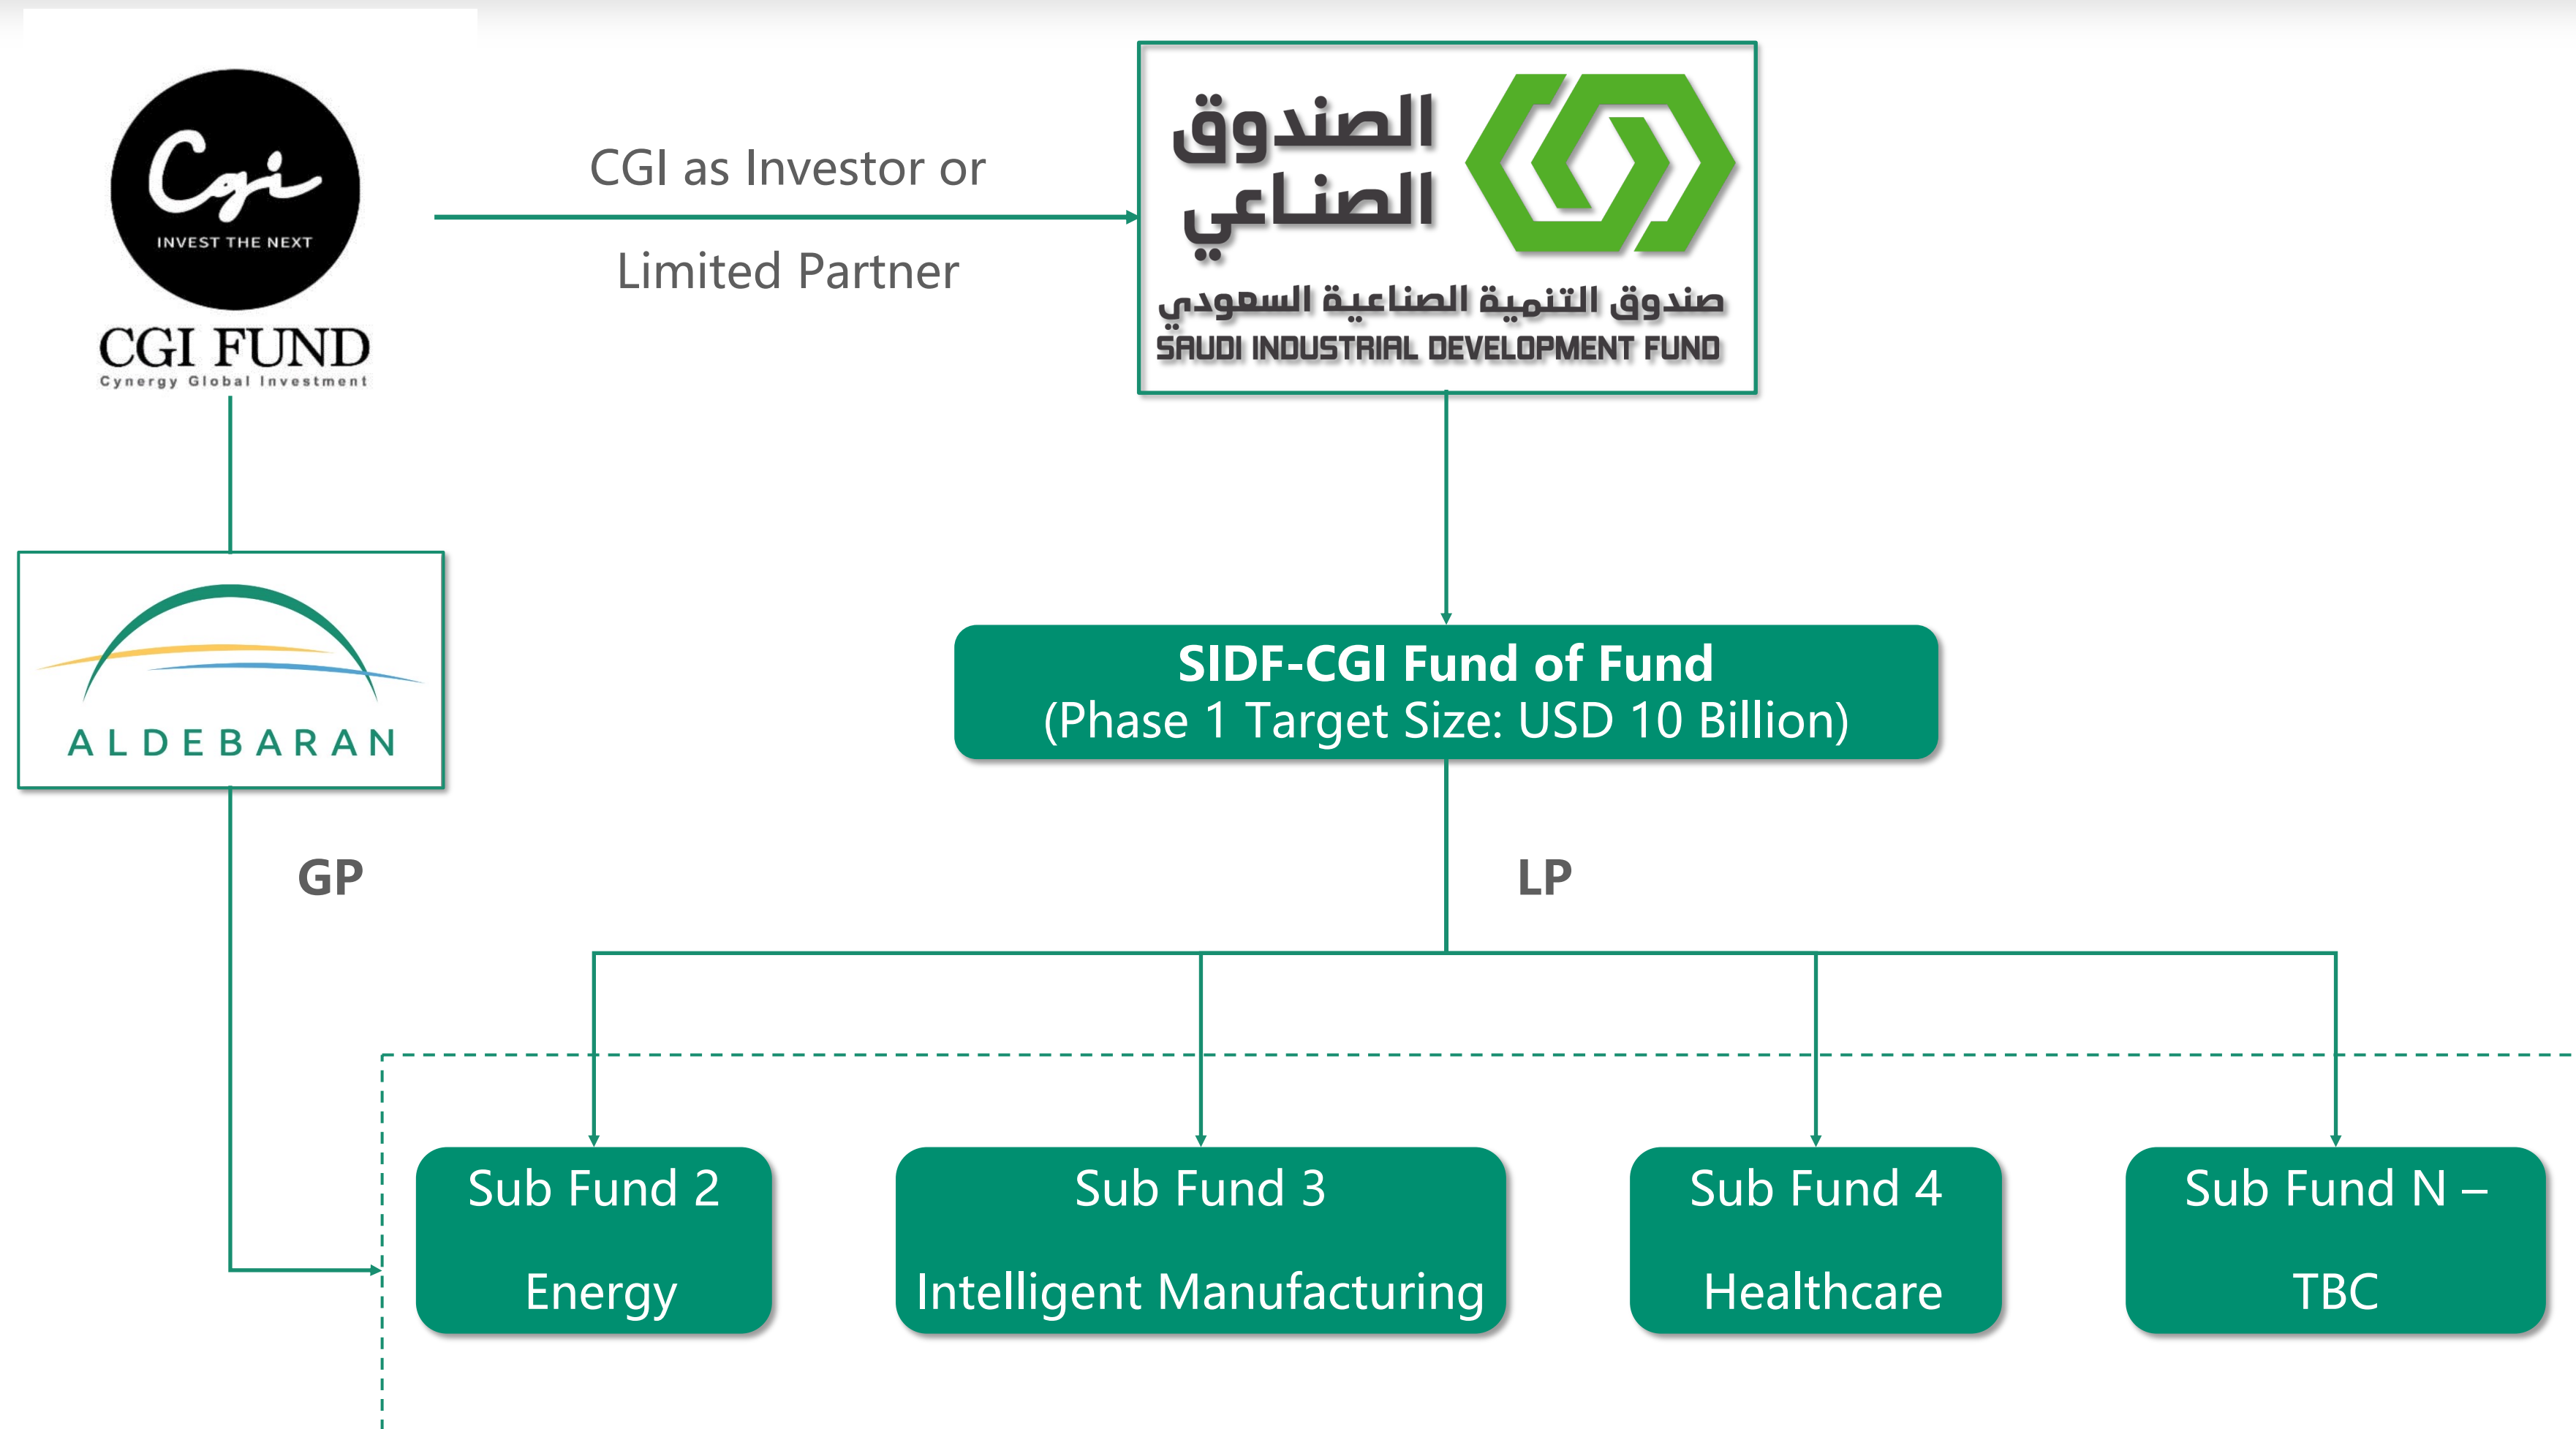 Cgi
INVEST THE NEXT
CGI FUND
Cynergy Global Investment
CGI as Investor or
Limited Partner
الصندوق
الصناعي
صندوق التنمية الصناعية السعودي
SAUDI INDUSTRIAL DEVELOPMENT FUND
ALDEBARAN
SIDF-CGI Fund of Fund
(Phase 1 Target Size: USD 10 Billion)
GP
LP
Sub Fund 2
Energy
Sub Fund 3
Intelligent Manufacturing
Sub Fund 4
Healthcare
Sub Fund N –
TBC